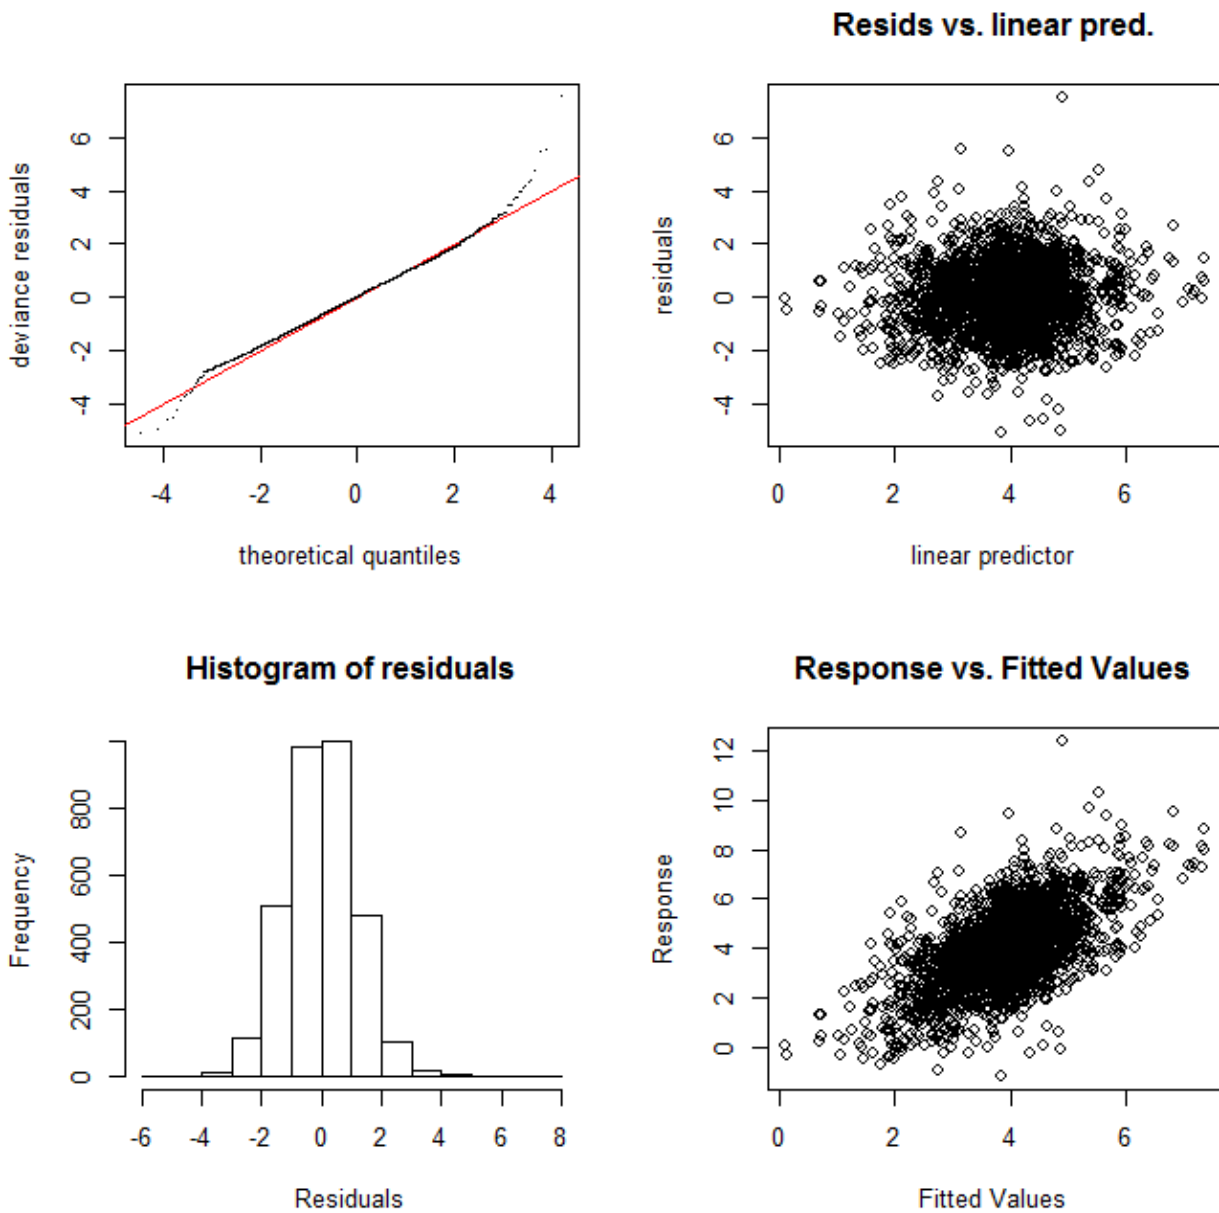 Resids vs. linear pred.
deviance residuals
6
4
2
0
-2
-4
-4 -2 0 2 4
theoretical quantiles
residuals
6
4
2
0
-2
-4
0 2 4 6
linear predictor
Histogram of residuals
Frequency
800
600
400
200
0
-6 -4 -2 0 2 4 6 8
Residuals
Response vs. Fitted Values
Response
12
10
8
6
4
2
0
0 2 4 6
Fitted Values